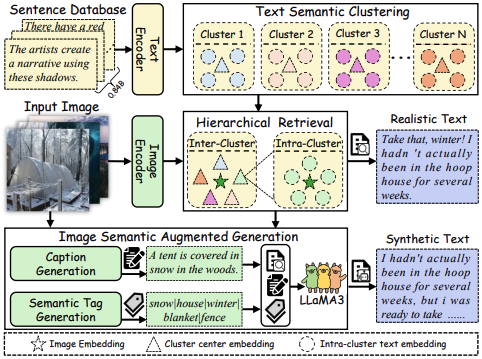 Sentence Database
There have a red
The artists create
a narrative using
these shadows.
0.84B
Text
Encoder
Text Semantic Clustering
Cluster 1
Cluster 2
Cluster 3
Cluster N
Input Image
Image
Encoder
Hierarchical Retrieval
Inter-Cluster
Intra-Cluster
Realistic Text
Take that, winter! I
hadn 't actually
been in the hoop
house for several
weeks.
Image Semantic Augmented Generation
Caption
Generation
A tent is covered in
snow in the woods.
Semantic Tag
Generation
snow|house|winter|
blanket|fence
LLaMA3
Synthetic Text
I hadn't actually
been in the hoop
house for several
weeks, but i was
ready to take ......
Image Embedding
Cluster center embedding
Intra-cluster text embedding